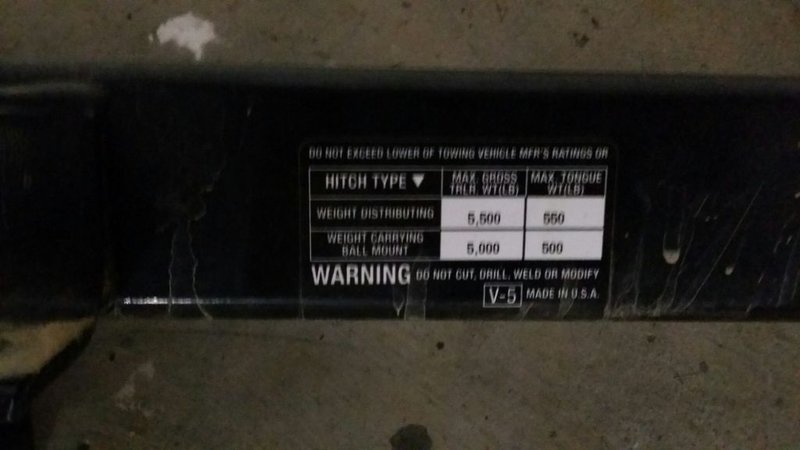 DO NOT EXCEED LOWER OF TOWING VEHICLE MFR'S RATINGS OR
HITCH TYPE ▼ MAX. GROSS TRLR. WT(LB) MAX. TONGUE WT(LB)
WEIGHT DISTRIBUTING 5,500 550
WEIGHT CARRYING BALL MOUNT 5,000 500
WARNING DO NOT CUT, DRILL, WELD OR MODIFY
V-5 MADE IN U.S.A.